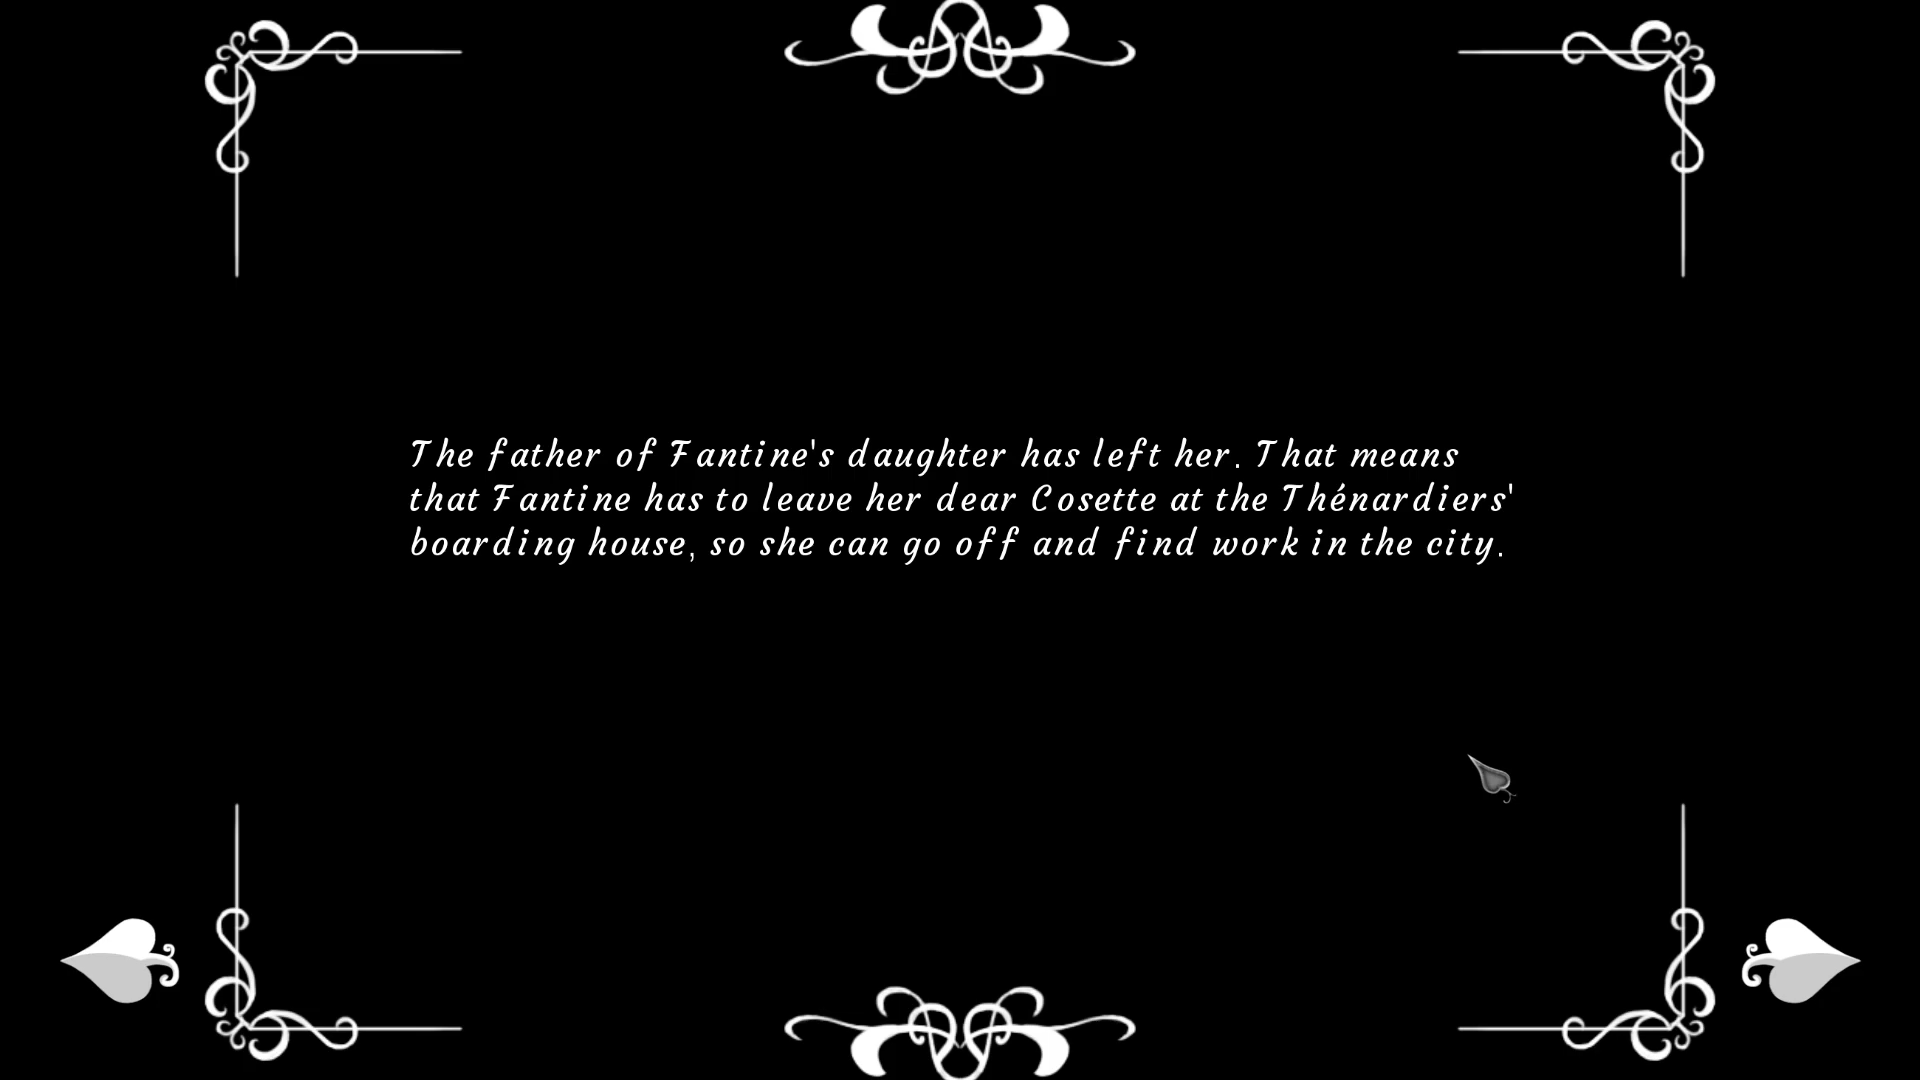 The father of Fantine's daughter has left her. That means
that Fantine has to leave her dear Cosette at the Thénardiers'
boarding house, so she can go off and find work in the city.